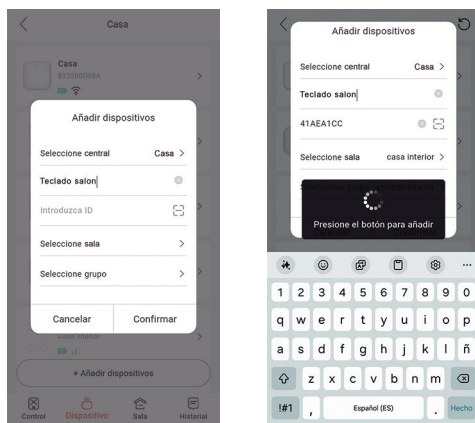 Casa
Casa
812500D08A
Añadir dispositivos
Seleccione central Casa >
Teclado salon
Introduzca ID
Seleccione sala >
Seleccione grupo >
Cancelar Confirmar
Casa Interior
+ Añadir dispositivos
Control Dispositivo Sala Historial
Añadir dispositivos
Seleccione central Casa >
Teclado salon
41AEA1CC
Seleccione sala casa interior >
Presione el botón para añadir
1 2 3 4 5 6 7 8 9 0
q w e r t y u i o p
a s d f g h j k l ñ
z x c v b n m
!#1 , Español (ES) . Hecho